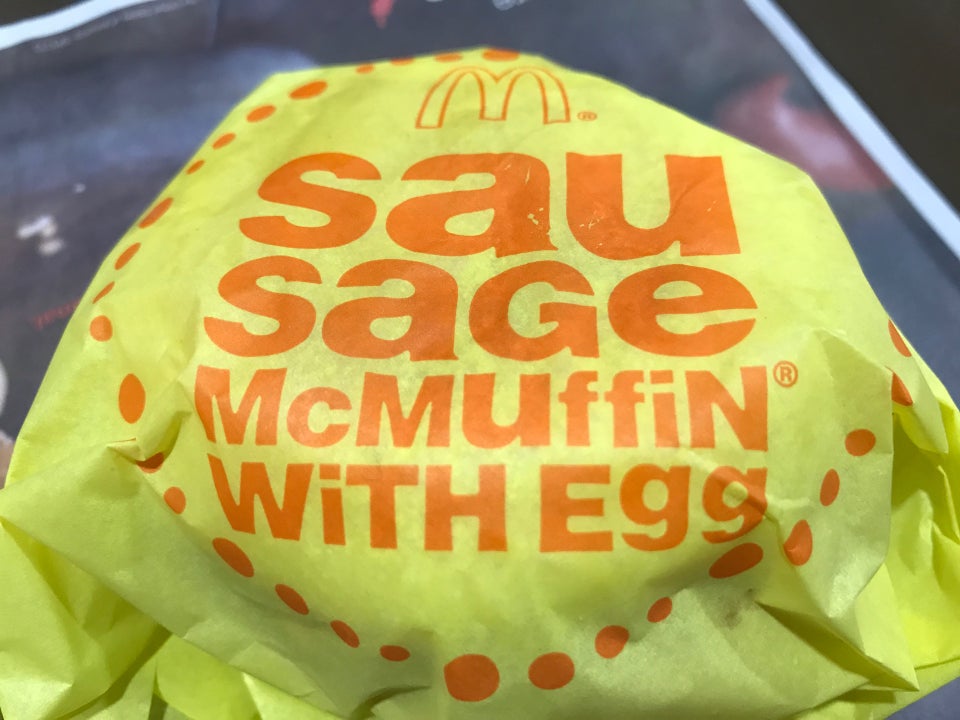 ®
sau
saGe
McMUffiN®
WiTH Egg